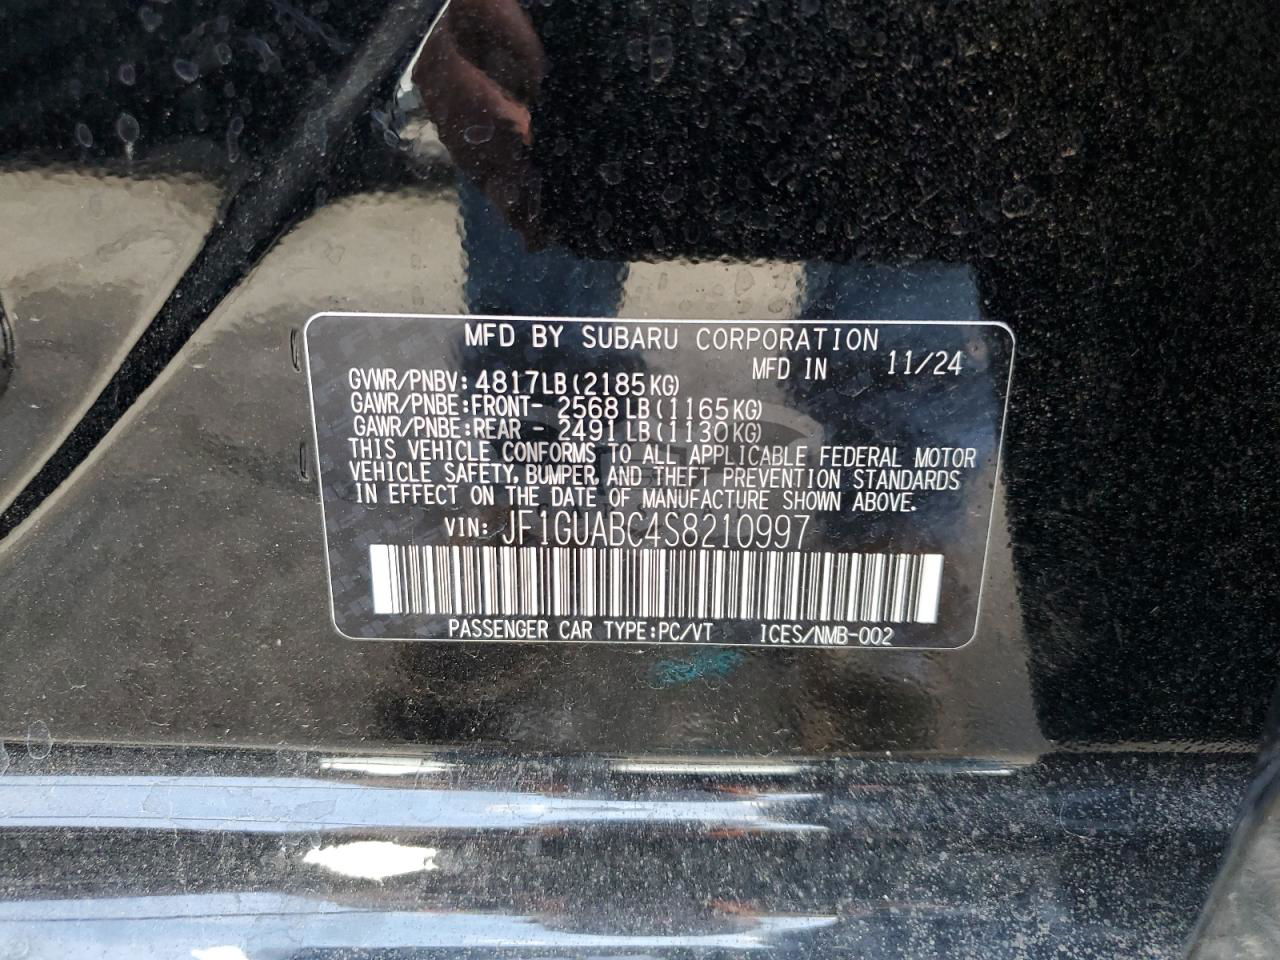 MFD BY SUBARU CORPORATION
MFD IN 11/24
GVWR/PNBV: 4817LB(2185KG)
GAWR/PNBE:FRONT- 2568LB(1165KG)
GAWR/PNBE:REAR - 2491LB(1130KG)
THIS VEHICLE CONFORMS TO ALL APPLICABLE FEDERAL MOTOR
VEHICLE SAFETY, BUMPER, AND THEFT PREVENTION STANDARDS
IN EFFECT ON THE DATE OF MANUFACTURE SHOWN ABOVE.
VIN: JF1GUABC4S8210997
PASSENGER CAR TYPE:PC/VT ICES/NMB-002